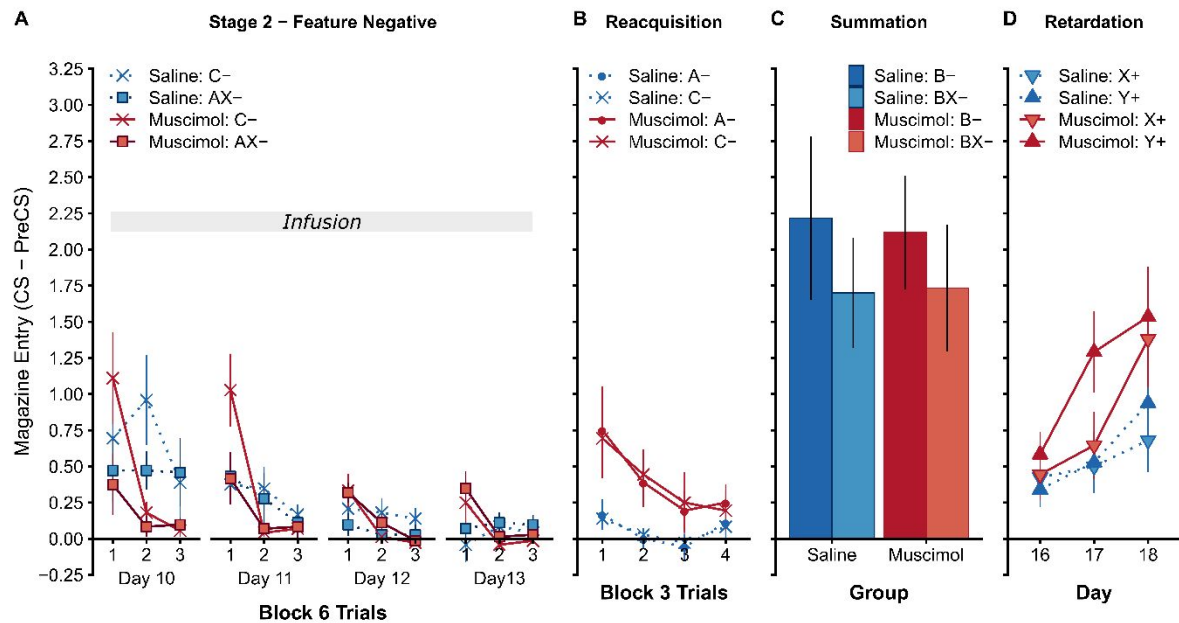 A Stage 2 − Feature Negative
B Reacquisition
C Summation
D Retardation
Magazine Entry (CS − PreCS)
3.25
3.00
2.75
2.50
2.25
2.00
1.75
1.50
1.25
1.00
0.75
0.50
0.25
0.00
−0.25
Saline: C−
Saline: AX−
Muscimol: C−
Muscimol: AX−
Infusion
1 2 3
Day 10
1 2 3
Day 11
1 2 3
Day 12
1 2 3
Day13
Block 6 Trials
Saline: A−
Saline: C−
Muscimol: A−
Muscimol: C−
1 2 3 4
Block 3 Trials
Saline: B−
Saline: BX−
Muscimol: B−
Muscimol: BX−
Saline Muscimol
Group
Saline: X+
Saline: Y+
Muscimol: X+
Muscimol: Y+
16 17 18
Day